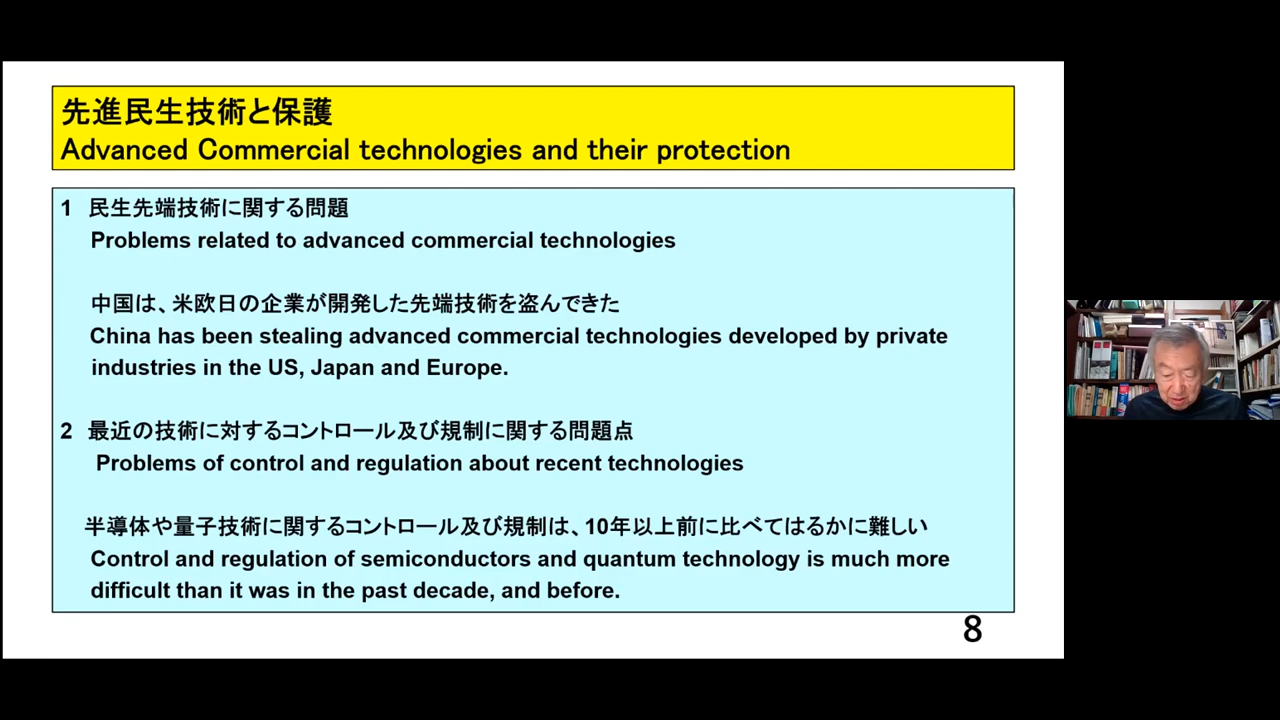 先進民生技術と保護
Advanced Commercial technologies and their protection
1 民生先端技術に関する問題
Problems related to advanced commercial technologies
中国は、米欧日の企業が開発した先端技術を盗んできた
China has been stealing advanced commercial technologies developed by private
industries in the US, Japan and Europe.
2 最近の技術に対するコントロール及び規制に関する問題点
Problems of control and regulation about recent technologies
半導体や量子技術に関するコントロール及び規制は、10年以上前に比べてはるかに難しい
Control and regulation of semiconductors and quantum technology is much more
difficult than it was in the past decade, and before.
8